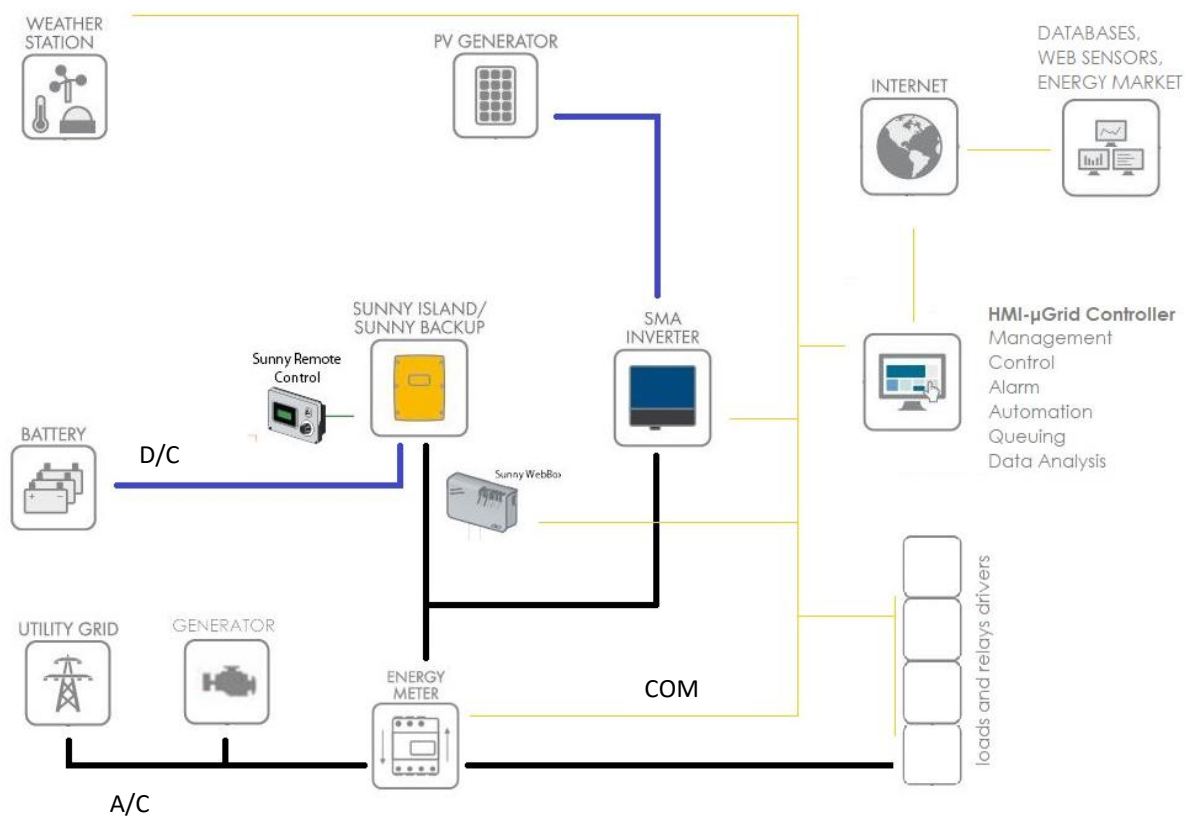 WEATHER
STATION
PV GENERATOR
DATABASES,
WEB SENSORS,
ENERGY MARKET
INTERNET
SUNNY ISLAND/
SUNNY BACKUP
SMA
INVERTER
HMI-µGrid Controller
Management
Control
Alarm
Automation
Queuing
Data Analysis
Sunny Remote
Control
BATTERY
D/C
Sunny WebBox
UTILITY GRID
GENERATOR
ENERGY
METER
COM
loads and relays drivers
A/C